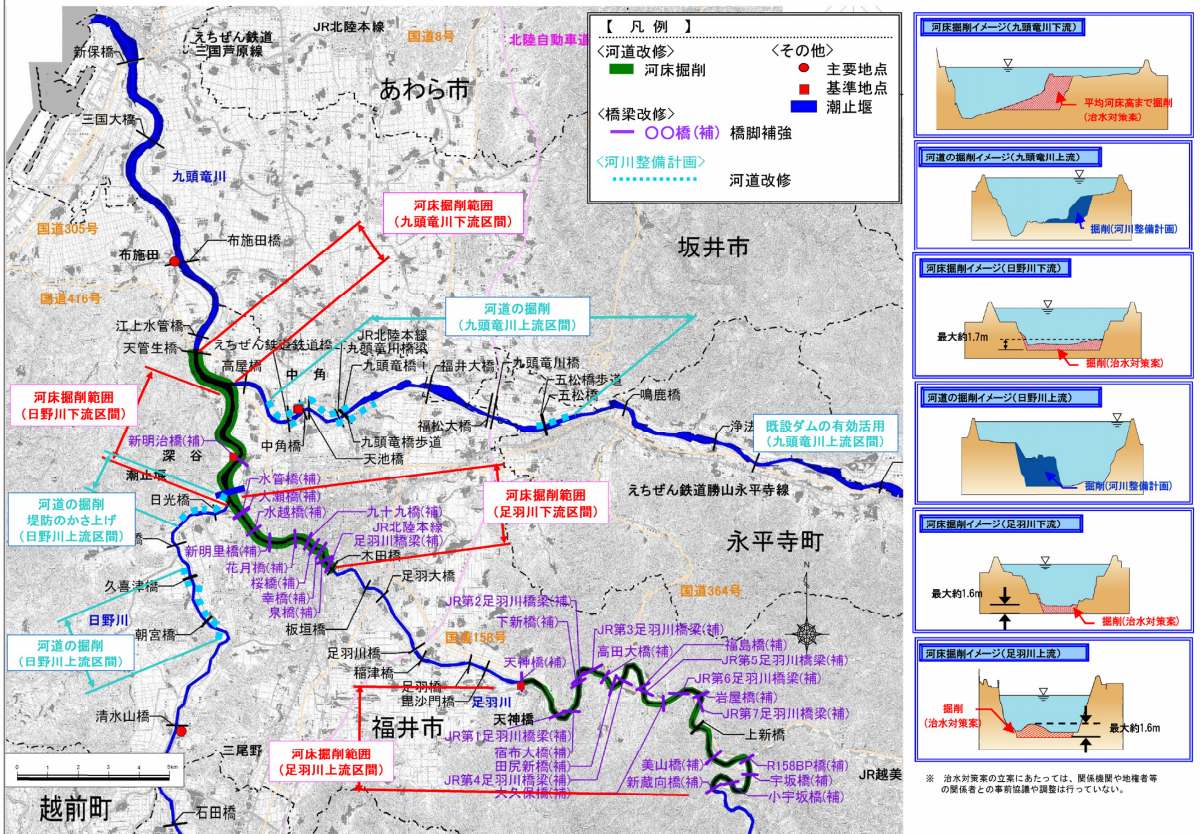 【 凡 例 】
<河道改修>
河床掘削
<橋梁改修>
〇〇橋(補) 橋脚補強
<河川整備計画>
河道改修
<その他>
主要地点
基準地点
潮止堰
新保橋
えちぜん鉄道
三国芦原線
JR北陸本線
国道8号
北陸自動車道
あわら市
三国大橋
九頭竜川
国道305号
布施田
布施田橋
国道416号
河床掘削範囲
(九頭竜川下流区間)
坂井市
江上水管橋
天管生橋
河道の掘削
(九頭竜川上流区間)
えちぜん鉄道鉄道橋
JR北陸本線
九頭竜川橋梁
高屋橋
中 角
九頭竜橋
福井大橋
九頭竜川橋
五松橋歩道
五松橋
鳴鹿橋
河床掘削範囲
(日野川下流区間)
中角橋
九頭竜橋歩道
天池橋
福松大橋
浄法
既設ダムの有効活用
(九頭竜川上流区間)
新明治橋(補)
深 谷
潮止堰
日光橋
河道の掘削
堤防のかさ上げ
(日野川上流区間)
水管橋(補)
大瀬橋(補)
水越橋(補)
河床掘削範囲
(足羽川下流区間)
えちぜん鉄道勝山永平寺線
九十九橋(補)
JR北陸本線
足羽川橋梁(補)
木田橋
新明里橋(補)
花月橋(補)
桜橋(補)
幸橋(補)
泉橋(補)
橋
久喜津橋
日野川
朝宮橋
河道の掘削
(日野川上流区間)
足羽大橋
板垣橋
永平寺町
国道364号
N
JR第2足羽川橋梁(補)
下新橋(補)
国道158号
JR第3足羽川橋梁(補)
高田大橋(補)
福島橋(補)
JR第5足羽川橋梁(補)
JR第6足羽川橋梁(補)
岩屋橋(補)
JR第7足羽川橋梁(補)
足羽川橋
稲津橋
足羽橋
毘沙門橋
足羽川
天神橋(補)
天神橋
上新橋
清水山橋
三尾野
福井市
河床掘削範囲
(足羽川上流区間)
JR第1足羽川橋梁(補)
宿布大橋(補)
田尻新橋(補)
JR第4足羽川橋梁(補)
大久保橋(補)
美山橋(補)
新蔵向橋(補)
R158BP橋(補)
宇坂橋(補)
小宇坂橋(補)
JR越美
0 1 2 3 4 5km
越前町
石田橋
河床掘削イメージ(九頭竜川下流)
平均河床高まで掘削
(治水対策案)
河道の掘削イメージ(九頭竜川上流)
掘削(河川整備計画)
河床掘削イメージ(日野川下流)
最大約1.7m
掘削(治水対策案)
河道の掘削イメージ(日野川上流)
掘削(河川整備計画)
河床掘削イメージ(足羽川下流)
最大約1.6m
掘削(治水対策案)
河床掘削イメージ(足羽川上流)
掘削
(治水対策案)
最大約1.6m
※ 治水対策案の立案にあたっては、関係機関や地権者等
の関係者との事前協議や調整は行っていない。